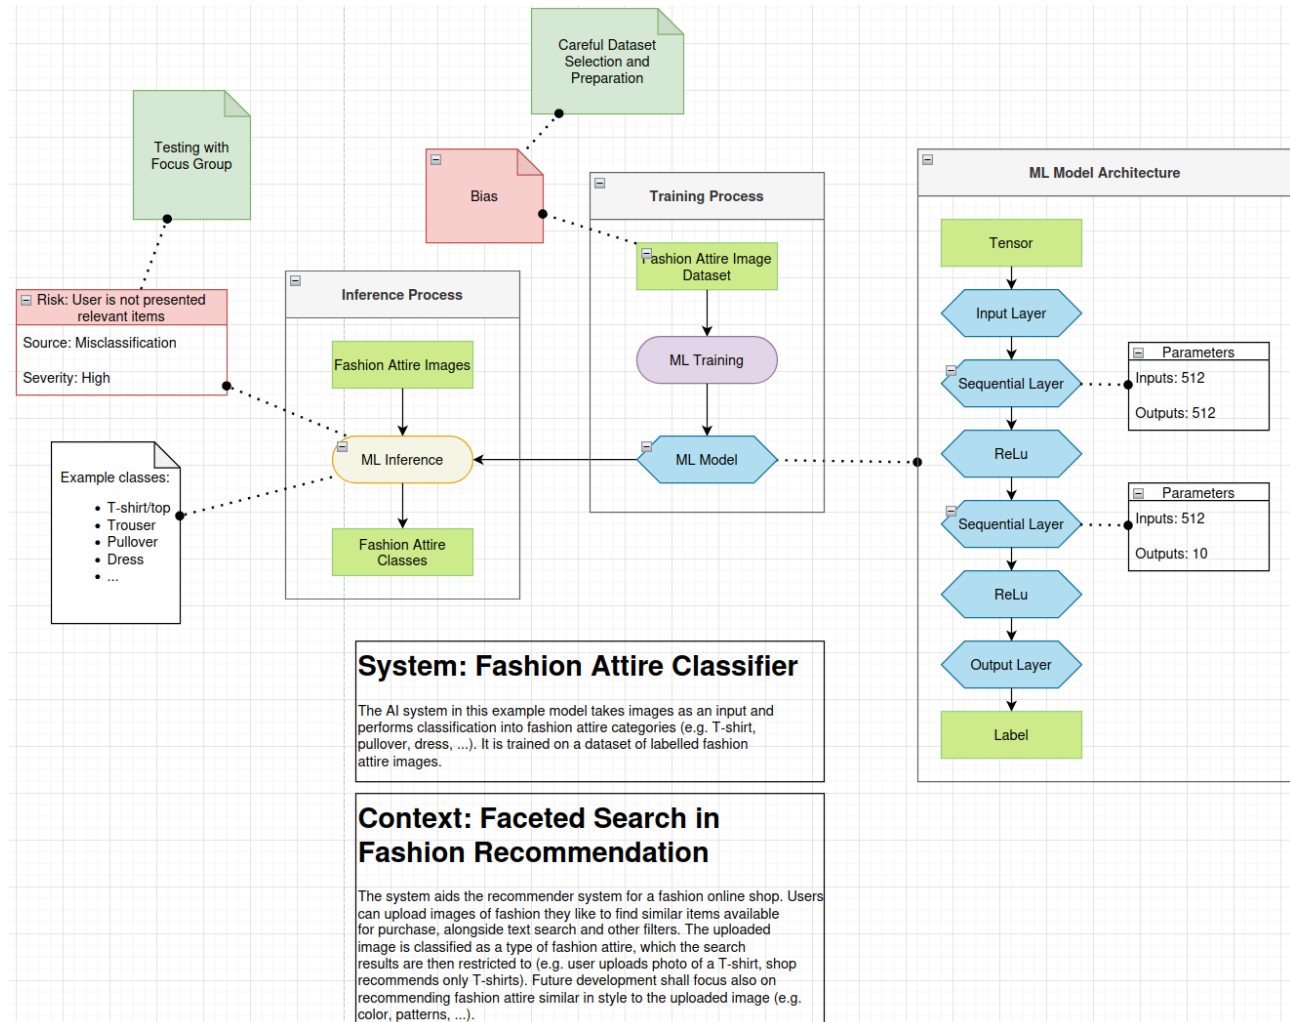 Careful Dataset
Selection and
Preparation
Testing with
Focus Group
Bias
Training Process
ML Model Architecture
Fashion Attire Image
Dataset
Tensor
Inference Process
Risk: User is not presented
relevant items
Source: Misclassification
Severity: High
Input Layer
ML Training
Fashion Attire Images
Sequential Layer
Parameters
Inputs: 512
Outputs: 512
ML Inference
ML Model
ReLu
Example classes:
• T-shirt/top
• Trouser
• Pullover
• Dress
• ...
Sequential Layer
Parameters
Inputs: 512
Outputs: 10
Fashion Attire
Classes
ReLu
Output Layer
Label
System: Fashion Attire Classifier
The AI system in this example model takes images as an input and
performs classification into fashion attire categories (e.g. T-shirt,
pullover, dress, ...). It is trained on a dataset of labelled fashion
attire images.
Context: Faceted Search in
Fashion Recommendation
The system aids the recommender system for a fashion online shop. Users
can upload images of fashion they like to find similar items available
for purchase, alongside text search and other filters. The uploaded
image is classified as a type of fashion attire, which the search
results are then restricted to (e.g. user uploads photo of a T-shirt, shop
recommends only T-shirts). Future development shall focus also on
recommending fashion attire similar in style to the uploaded image (e.g.
color, patterns, ...).